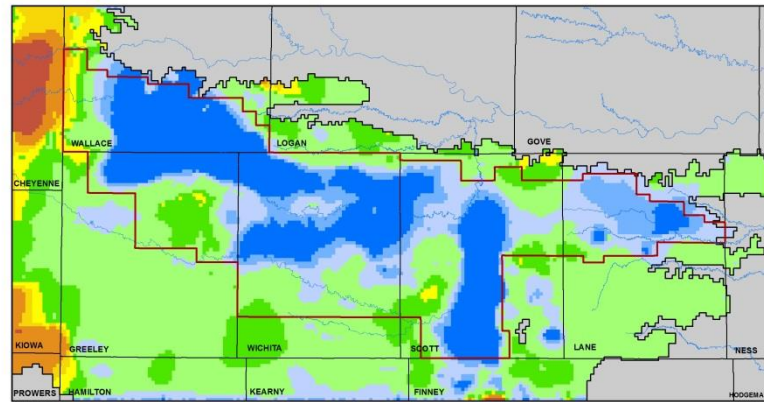 WALLACE
LOGAN
GOVE
CHEYENNE
KIOWA
GREELEY
WICHITA
SCOTT
LANE
NESS
PROWERS
HAMILTON
KEARNY
FINNEY
HODGEMA